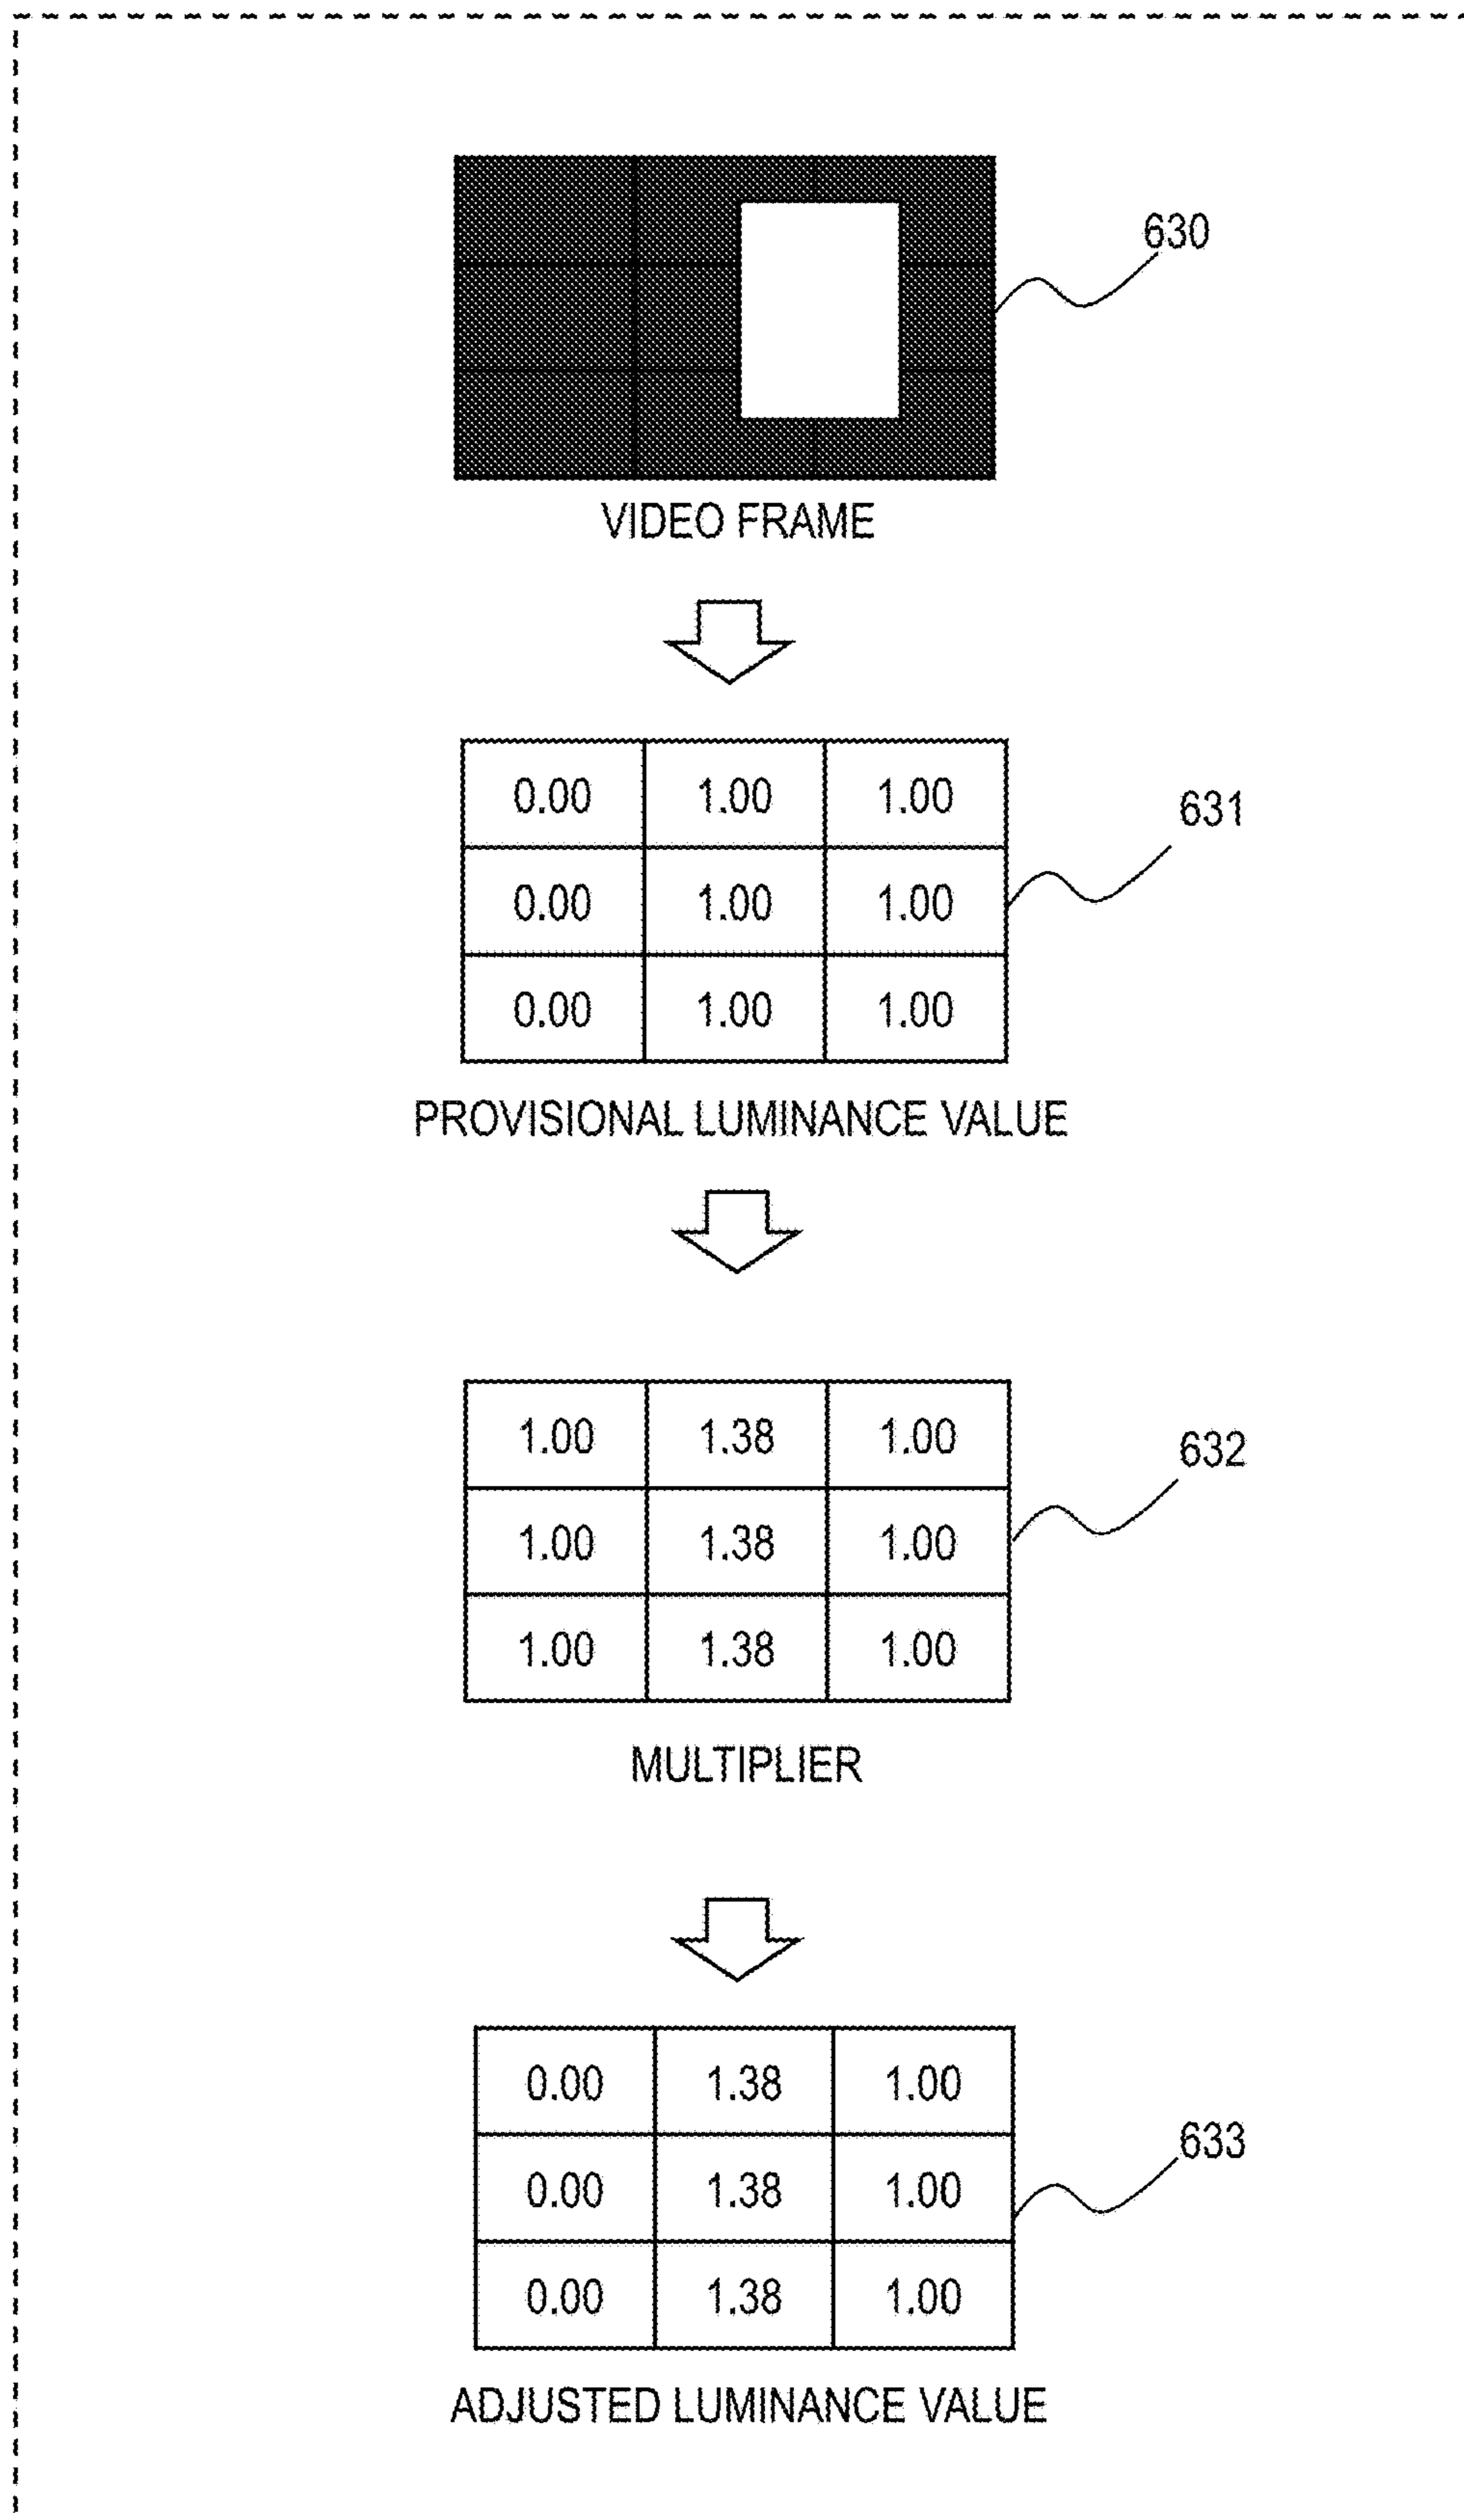 630
VIDEO FRAME
0.00 1.00 1.00
631
0.00 1.00 1.00
0.00 1.00 1.00
PROVISIONAL LUMINANCE VALUE
1.00 1.38 1.00
632
1.00 1.38 1.00
1.00 1.38 1.00
MULTIPLIER
0.00 1.38 1.00
633
0.00 1.38 1.00
0.00 1.38 1.00
ADJUSTED LUMINANCE VALUE